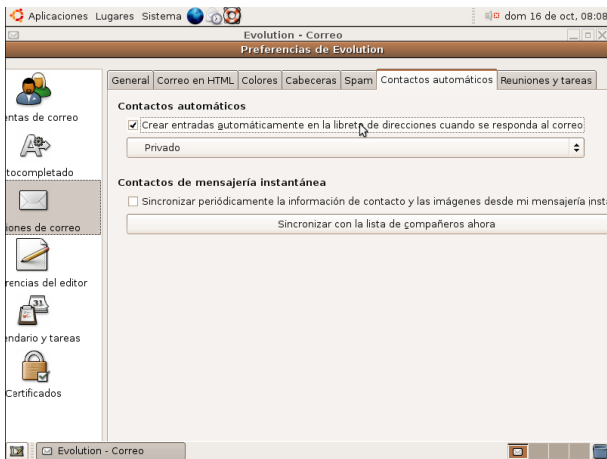 Aplicaciones Lugares Sistema dom 16 de oct, 08:08
Evolution - Correo
Preferencias de Evolution
General Correo en HTML Colores Cabeceras Spam Contactos automáticos Reuniones y tareas
ntas de correo
tocompletado
iones de correo
rencias del editor
endario y tareas
Certificados
Contactos automáticos
Crear entradas automáticamente en la libreta de direcciones cuando se responda al correo
Privado
Contactos de mensajería instantánea
Sincronizar periódicamente la información de contacto y las imágenes desde mi mensajería inst
Sincronizar con la lista de compañeros ahora
Evolution - Correo